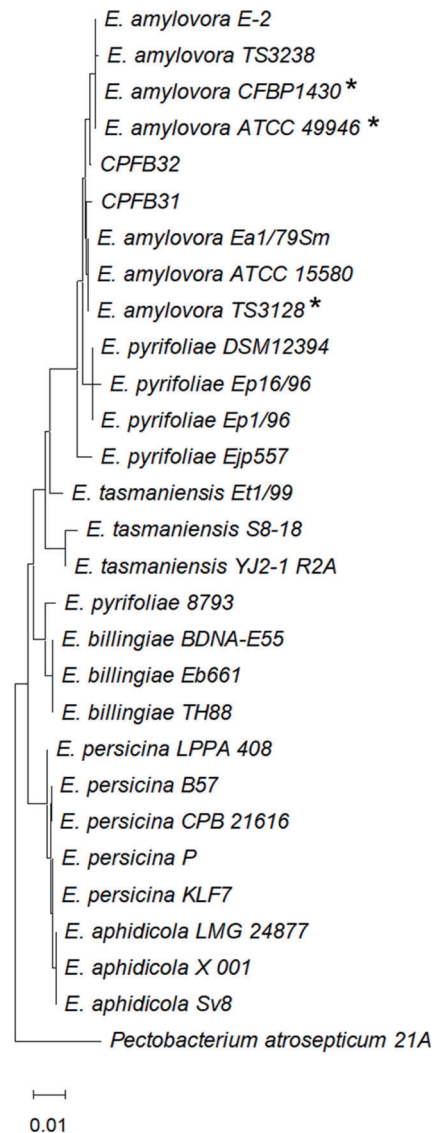 E. amylovora E-2
E. amylovora TS3238
E. amylovora CFBP1430 *
E. amylovora ATCC 49946 *
CPFB32
CPFB31
E. amylovora Ea1/79Sm
E. amylovora ATCC 15580
E. amylovora TS3128 *
E. pyrifoliae DSM12394
E. pyrifoliae Ep16/96
E. pyrifoliae Ep1/96
E. pyrifoliae Ejp557
E. tasmaniensis Et1/99
E. tasmaniensis S8-18
E. tasmaniensis YJ2-1 R2A
E. pyrifoliae 8793
E. billingiae BDNA-E55
E. billingiae Eb661
E. billingiae TH88
E. persicina LPPA 408
E. persicina B57
E. persicina CPB 21616
E. persicina P
E. persicina KLF7
E. aphidicola LMG 24877
E. aphidicola X 001
E. aphidicola Sv8
Pectobacterium atrosepticum 21A
0.01